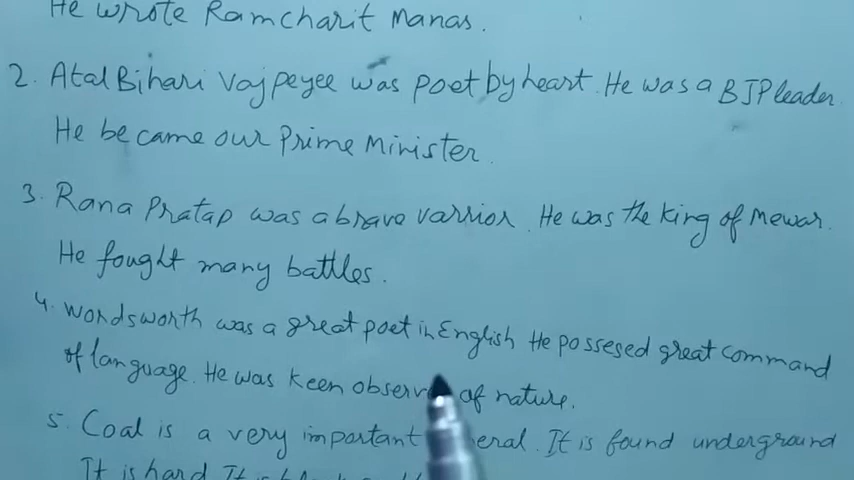 He wrote Ramcharit Manas.
2. Atal Bihari Vajpeyee was poet by heart. He was a BJP leader.
He became our Prime Minister.
3. Rana Pratap was a brave varrior. He was the king of Mewar.
He fought many battles.
4. Wordsworth was a great poet in English He possesed great command
of language. He was keen of nature.
5. Coal is a very important It is found underground
It is hard It is